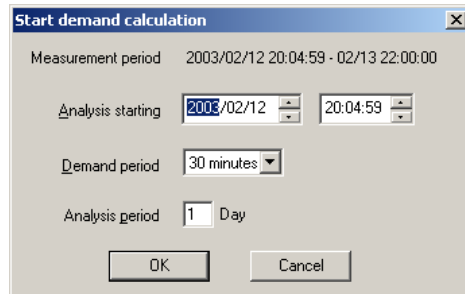 Start demand calculation
Measurement period 2003/02/12 20:04:59 - 02/13 22:00:00
Analysis starting 2003/02/12 20:04:59
Demand period 30 minutes
Analysis period 1 Day
OK Cancel